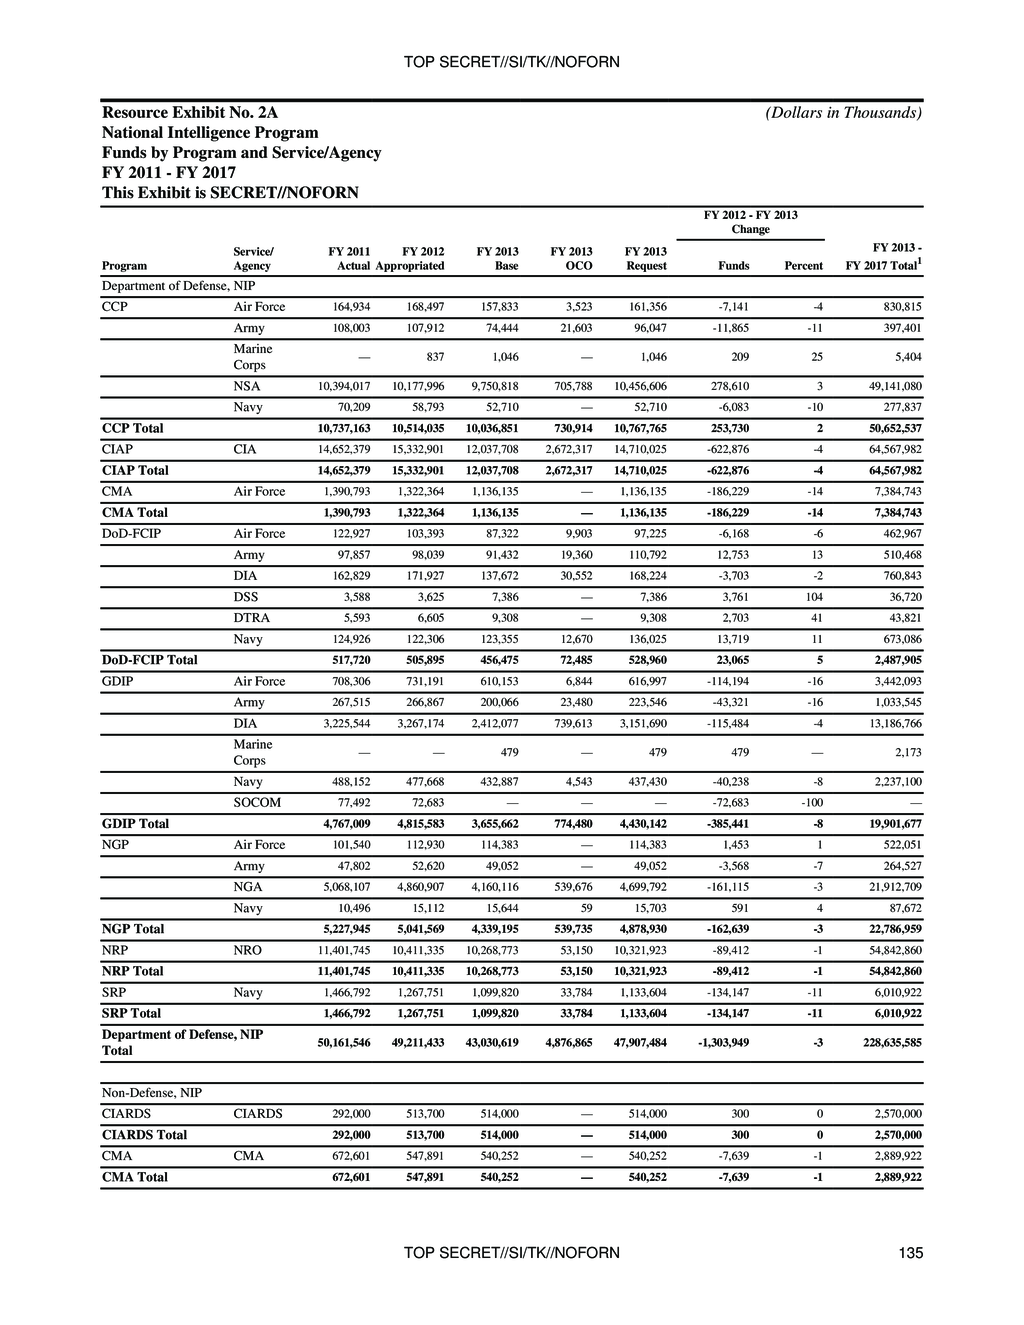 TOP SECRET//SI/TK//NOFORN
Resource Exhibit No. 2A (Dollars in Thousands)
National Intelligence Program
Funds by Program and Service/Agency
FY 2011 - FY 2017
This Exhibit is SECRET//NOFORN
FY 2012 - FY 2013
Change
Service/ FY 2011 FY 2012 FY 2013 FY 2013 FY 2013 FY 2013 -
Program Agency Actual Appropriated Base OCO Request Funds Percent FY 2017 Total1
Department of Defense, NIP
CCP Air Force 164,934 168,497 157,833 3,523 161,356 -7,141 -4 830,815
Army 108,003 107,912 74,444 21,603 96,047 -11,865 -11 397,401
Marine
Corps — 837 1,046 — 1,046 209 25 5,404
NSA 10,394,017 10,177,996 9,750,818 705,788 10,456,606 278,610 3 49,141,080
Navy 70,209 58,793 52,710 — 52,710 -6,083 -10 277,837
CCP Total 10,737,163 10,514,035 10,036,851 730,914 10,767,765 253,730 2 50,652,537
CIAP CIA 14,652,379 15,332,901 12,037,708 2,672,317 14,710,025 -622,876 -4 64,567,982
CIAP Total 14,652,379 15,332,901 12,037,708 2,672,317 14,710,025 -622,876 -4 64,567,982
CMA Air Force 1,390,793 1,322,364 1,136,135 — 1,136,135 -186,229 -14 7,384,743
CMA Total 1,390,793 1,322,364 1,136,135 — 1,136,135 -186,229 -14 7,384,743
DoD-FCIP Air Force 122,927 103,393 87,322 9,903 97,225 -6,168 -6 462,967
Army 97,857 98,039 91,432 19,360 110,792 12,753 13 510,468
DIA 162,829 171,927 137,672 30,552 168,224 -3,703 -2 760,843
DSS 3,588 3,625 7,386 — 7,386 3,761 104 36,720
DTRA 5,593 6,605 9,308 — 9,308 2,703 41 43,821
Navy 124,926 122,306 123,355 12,670 136,025 13,719 11 673,086
DoD-FCIP Total 517,720 505,895 456,475 72,485 528,960 23,065 5 2,487,905
GDIP Air Force 708,306 731,191 610,153 6,844 616,997 -114,194 -16 3,442,093
Army 267,515 266,867 200,066 23,480 223,546 -43,321 -16 1,033,545
DIA 3,225,544 3,267,174 2,412,077 739,613 3,151,690 -115,484 -4 13,186,766
Marine
Corps — — 479 — 479 479 — 2,173
Navy 488,152 477,668 432,887 4,543 437,430 -40,238 -8 2,237,100
SOCOM 77,492 72,683 — — — -72,683 -100 —
GDIP Total 4,767,009 4,815,583 3,655,662 774,480 4,430,142 -385,441 -8 19,901,677
NGP Air Force 101,540 112,930 114,383 — 114,383 1,453 1 522,051
Army 47,802 52,620 49,052 — 49,052 -3,568 -7 264,527
NGA 5,068,107 4,860,907 4,160,116 539,676 4,699,792 -161,115 -3 21,912,709
Navy 10,496 15,112 15,644 59 15,703 591 4 87,672
NGP Total 5,227,945 5,041,569 4,339,195 539,735 4,878,930 -162,639 -3 22,786,959
NRP NRO 11,401,745 10,411,335 10,268,773 53,150 10,321,923 -89,412 -1 54,842,860
NRP Total 11,401,745 10,411,335 10,268,773 53,150 10,321,923 -89,412 -1 54,842,860
SRP Navy 1,466,792 1,267,751 1,099,820 33,784 1,133,604 -134,147 -11 6,010,922
SRP Total 1,466,792 1,267,751 1,099,820 33,784 1,133,604 -134,147 -11 6,010,922
Department of Defense, NIP
Total 50,161,546 49,211,433 43,030,619 4,876,865 47,907,484 -1,303,949 -3 228,635,585
Non-Defense, NIP
CIARDS CIARDS 292,000 513,700 514,000 — 514,000 300 0 2,570,000
CIARDS Total 292,000 513,700 514,000 — 514,000 300 0 2,570,000
CMA CMA 672,601 547,891 540,252 — 540,252 -7,639 -1 2,889,922
CMA Total 672,601 547,891 540,252 — 540,252 -7,639 -1 2,889,922
TOP SECRET//SI/TK//NOFORN 135